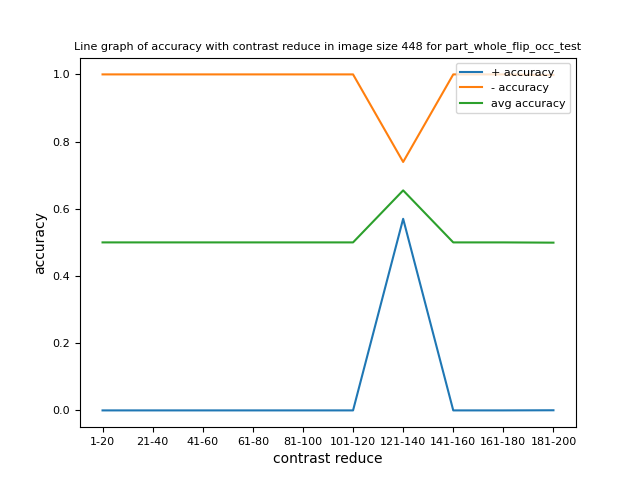 Line graph of accuracy with contrast reduce in image size 448 for part_whole_flip_occ_test
+ accuracy
- accuracy
avg accuracy
1.0
0.8
0.6
0.4
0.2
0.0
accuracy
1-20 21-40 41-60 61-80 81-100 101-120 121-140 141-160 161-180 181-200
contrast reduce